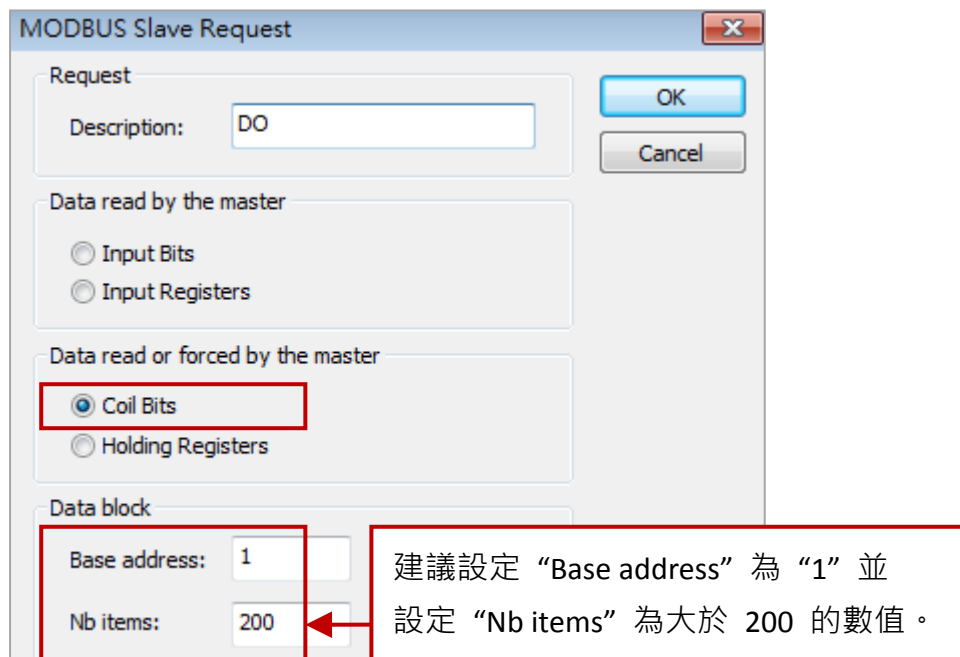 MODBUS Slave Request
Request
OK
Description: DO
Cancel
Data read by the master
Input Bits
Input Registers
Data read or forced by the master
Coil Bits
Holding Registers
Data block
Base address: 1
建議設定 “Base address” 為 “1” 並
Nb items: 200
設定 “Nb items” 為大於 200 的數值。